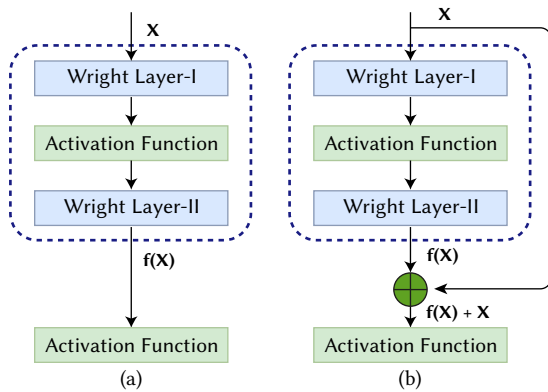 X
Wright Layer-I
Activation Function
Wright Layer-II
f(X)
Activation Function
(a)
X
Wright Layer-I
Activation Function
Wright Layer-II
f(X)
f(X) + X
Activation Function
(b)